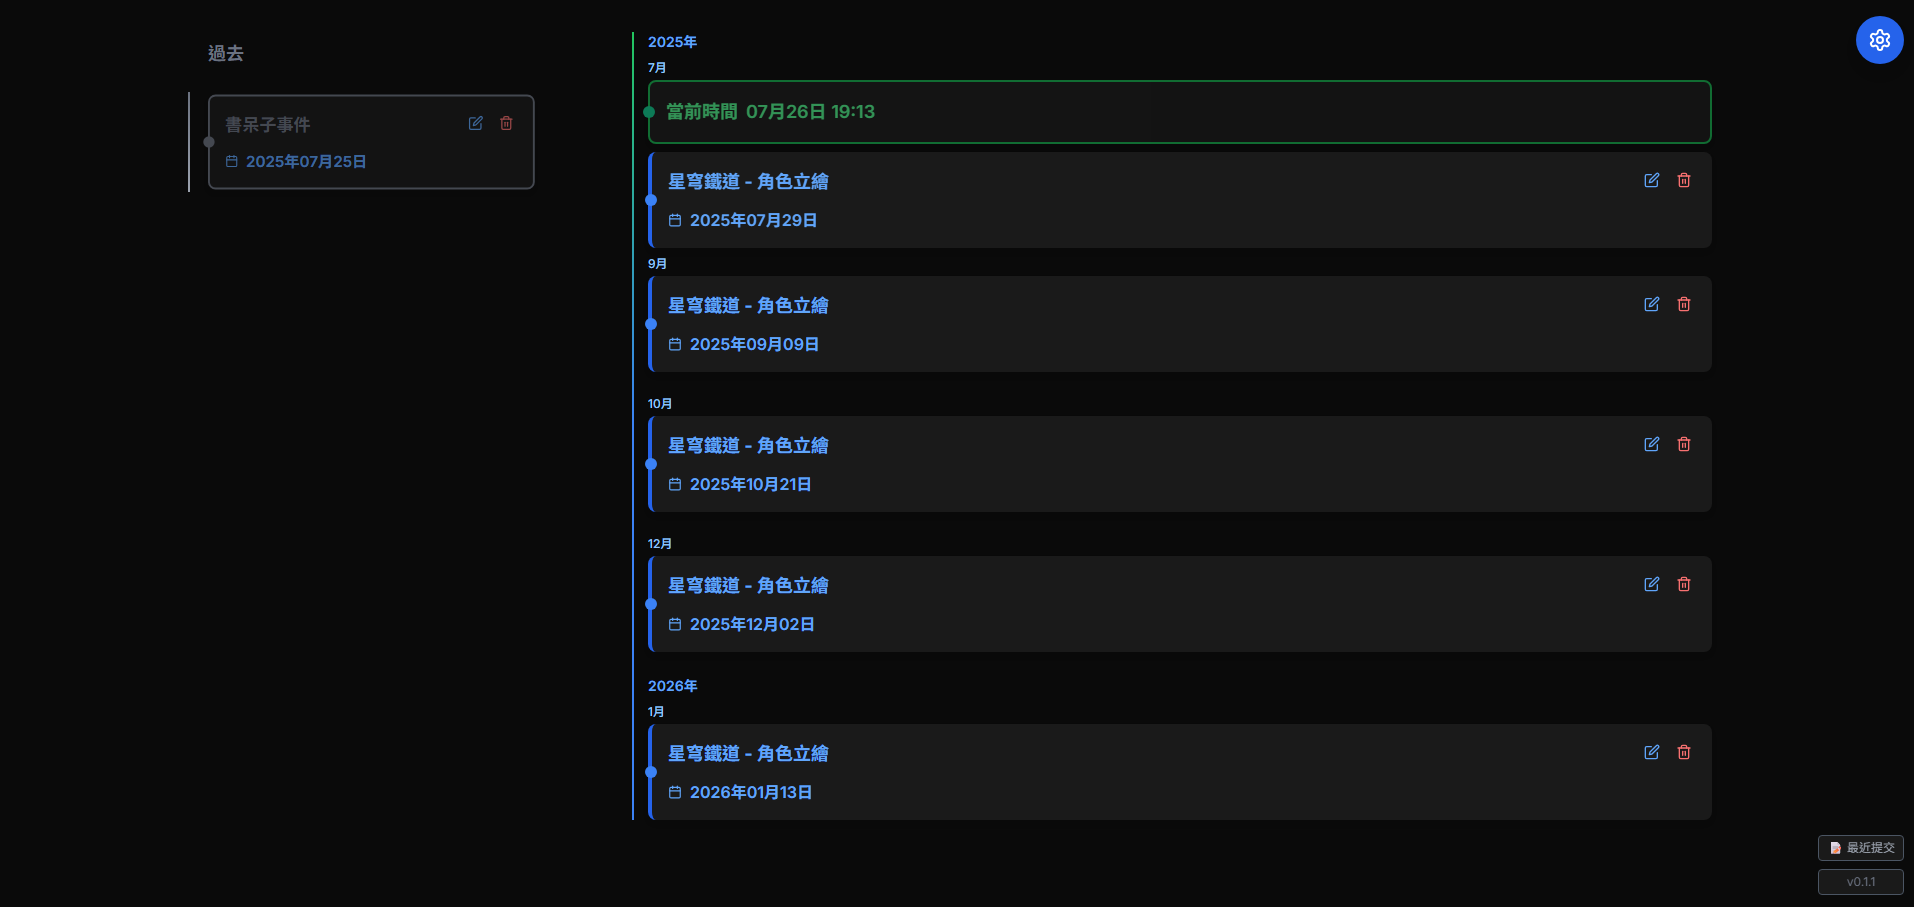 過去
書呆子事件
2025年07月25日
2025年
7月
當前時間 07月26日 19:13
星穹鐵道 - 角色立繪
2025年07月29日
9月
星穹鐵道 - 角色立繪
2025年09月09日
10月
星穹鐵道 - 角色立繪
2025年10月21日
12月
星穹鐵道 - 角色立繪
2025年12月02日
2026年
1月
星穹鐵道 - 角色立繪
2026年01月13日
最近提交
v0.1.1